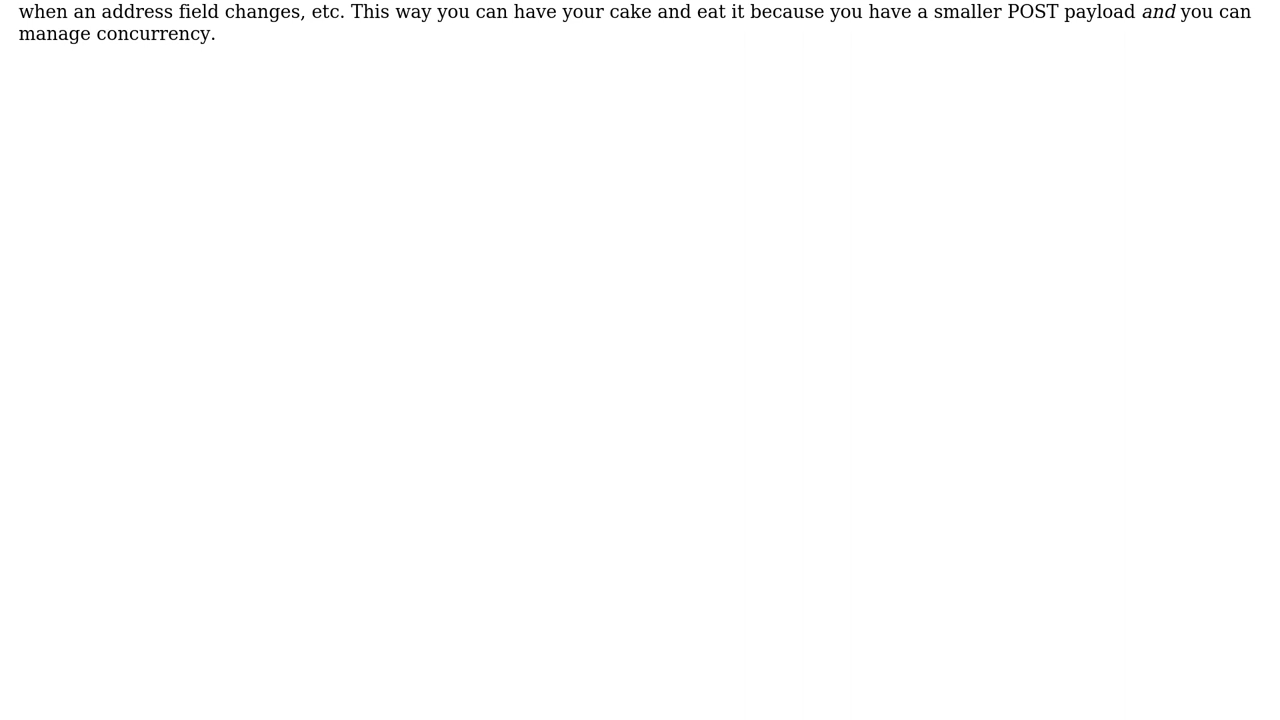 when an address field changes, etc. This way you can have your cake and eat it because you have a smaller POST payload and you can
manage concurrency.